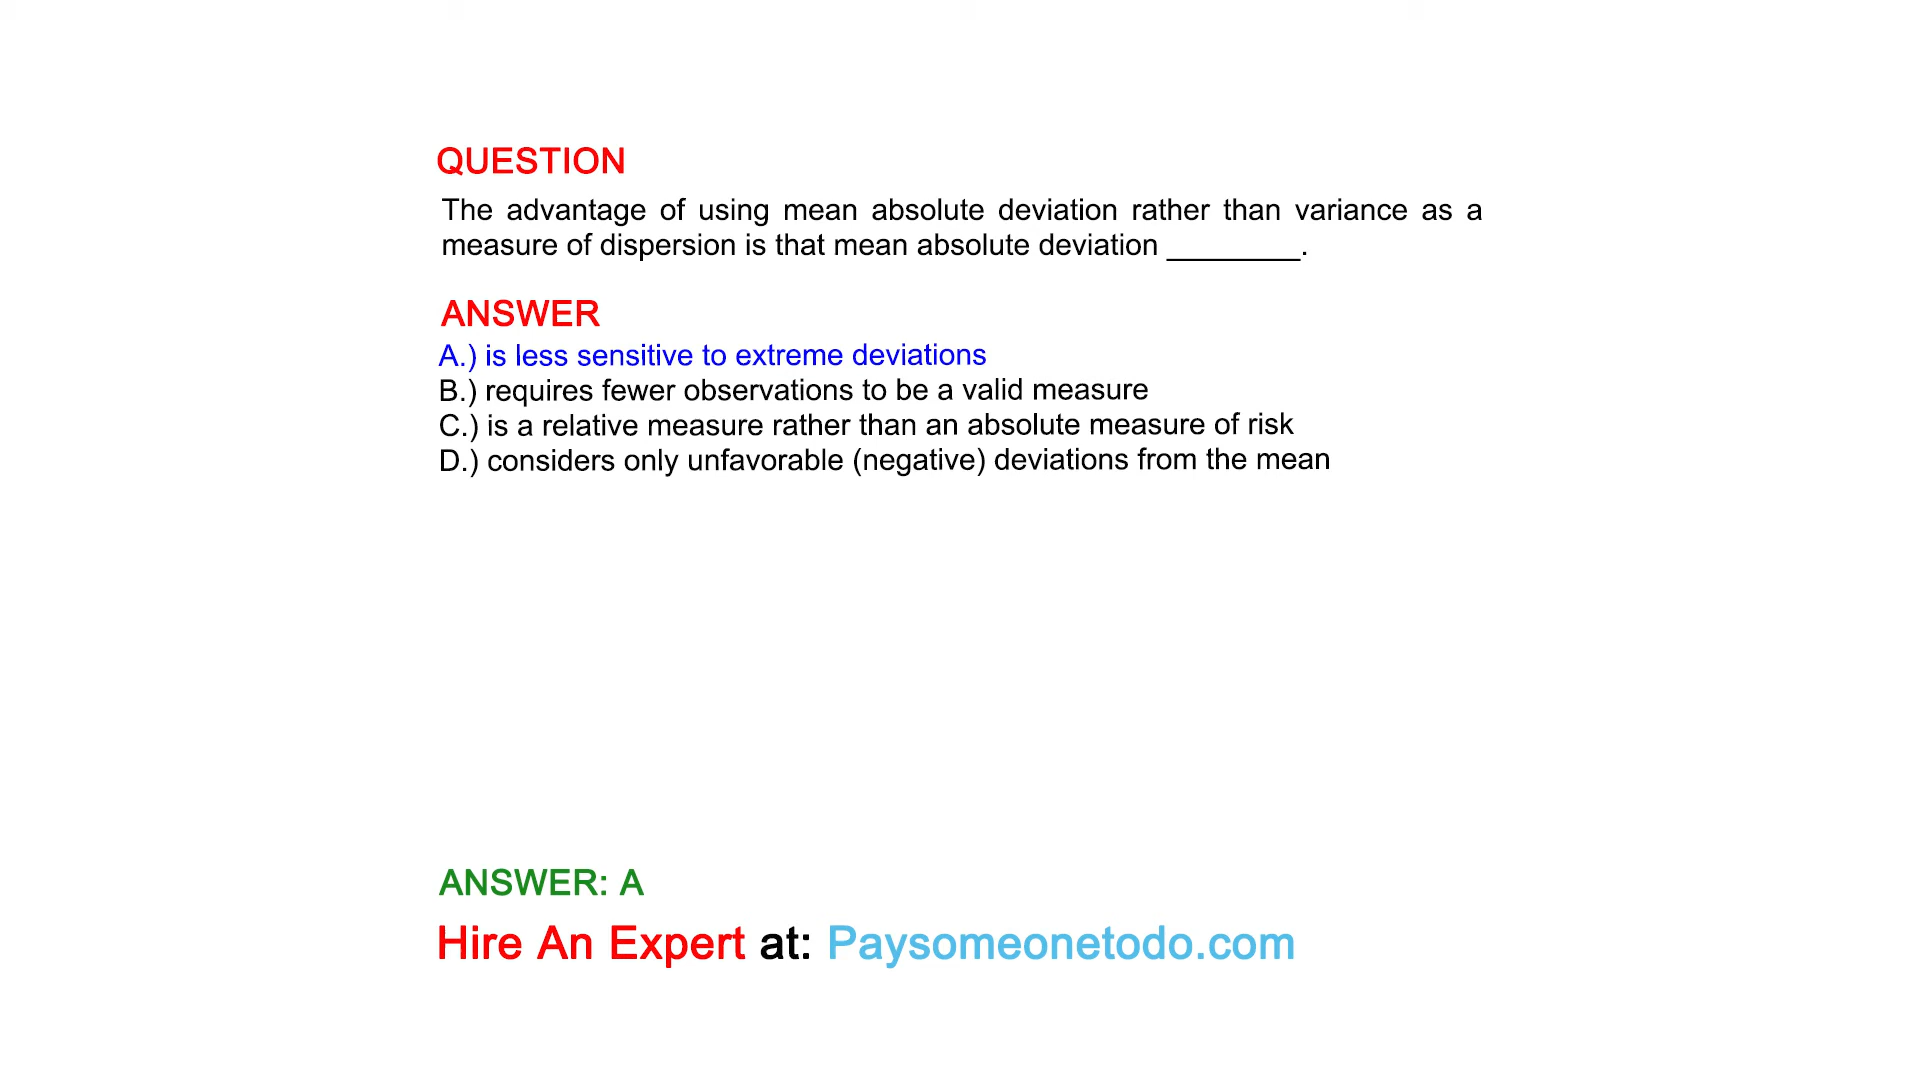 QUESTION
The advantage of using mean absolute deviation rather than variance as a
measure of dispersion is that mean absolute deviation ________.
ANSWER
A.) is less sensitive to extreme deviations
B.) requires fewer observations to be a valid measure
C.) is a relative measure rather than an absolute measure of risk
D.) considers only unfavorable (negative) deviations from the mean
ANSWER: A
Hire An Expert at: Paysomeonetodo.com